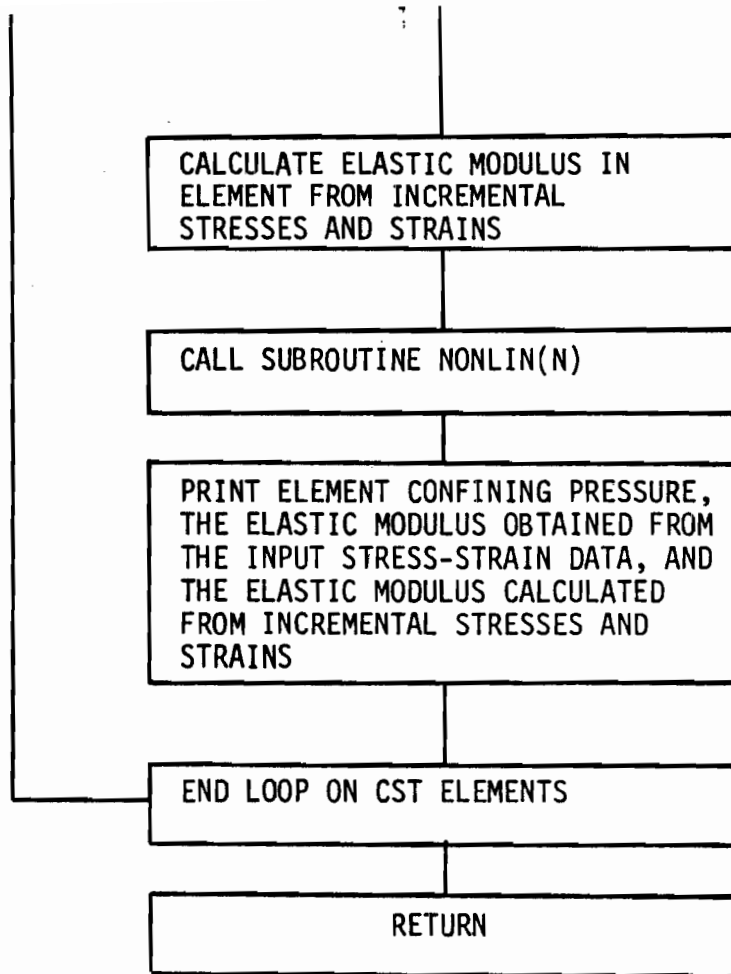 CALCULATE ELASTIC MODULUS IN
ELEMENT FROM INCREMENTAL
STRESSES AND STRAINS
CALL SUBROUTINE NONLIN(N)
PRINT ELEMENT CONFINING PRESSURE,
THE ELASTIC MODULUS OBTAINED FROM
THE INPUT STRESS-STRAIN DATA, AND
THE ELASTIC MODULUS CALCULATED
FROM INCREMENTAL STRESSES AND
STRAINS
END LOOP ON CST ELEMENTS
RETURN